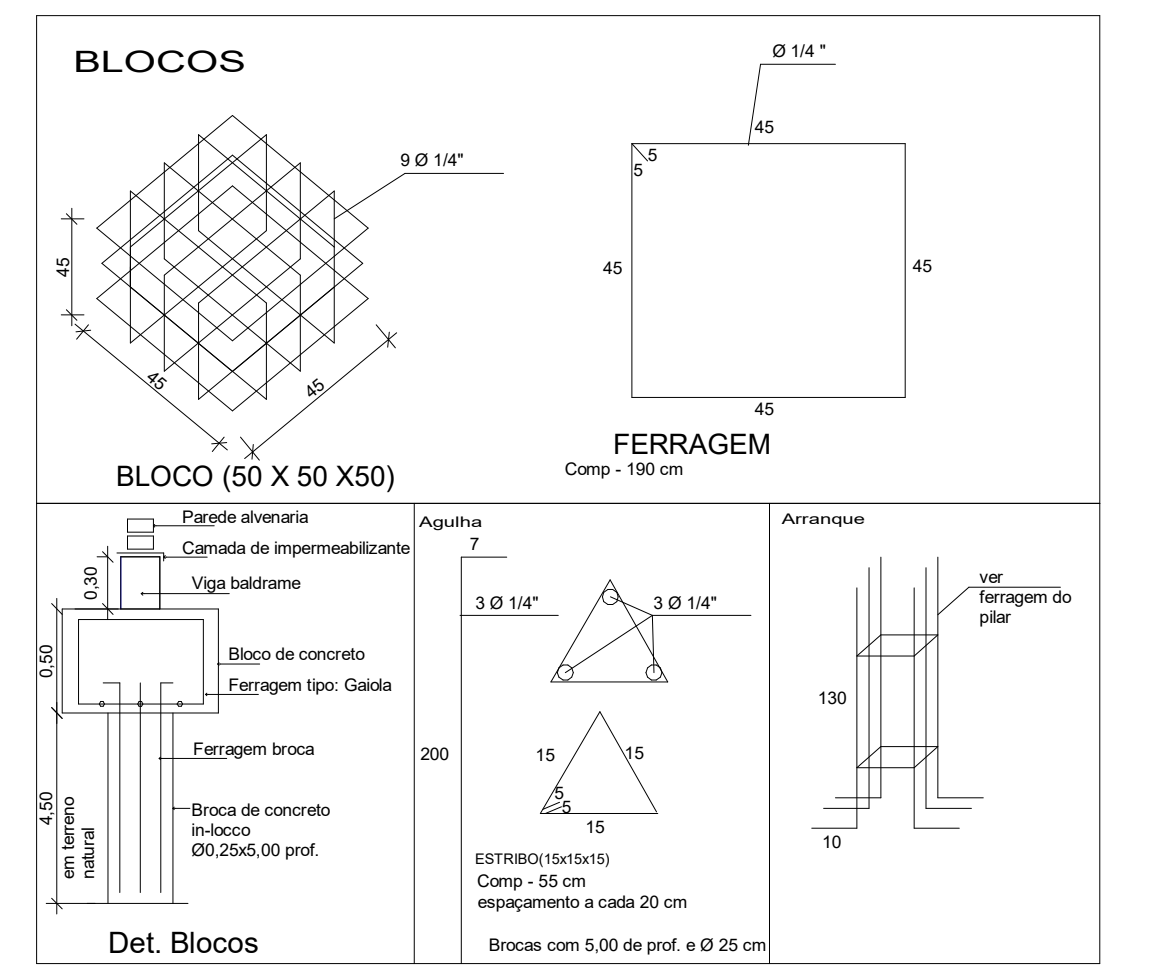 BLOCOS
9 Ø 1/4"
45
45
45
BLOCO (50 X 50 X50)
Ø 1/4 "
45
5
5
45
45
45
FERRAGEM
Comp - 190 cm
Parede alvenaria
Camada de impermeabilizante
0,30
Viga baldrame
0,50
Bloco de concreto
Ferragem tipo: Gaiola
Ferragem broca
4,50
em terreno
natural
Broca de concreto
in-locco
Ø0,25x5,00 prof.
Det. Blocos
Agulha
7
3 Ø 1/4"
3 Ø 1/4"
200
15
15
5
5
15
ESTRIBO(15x15x15)
Comp - 55 cm
espaçamento a cada 20 cm
Brocas com 5,00 de prof. e Ø 25 cm
Arranque
ver
ferragem do
pilar
130
10